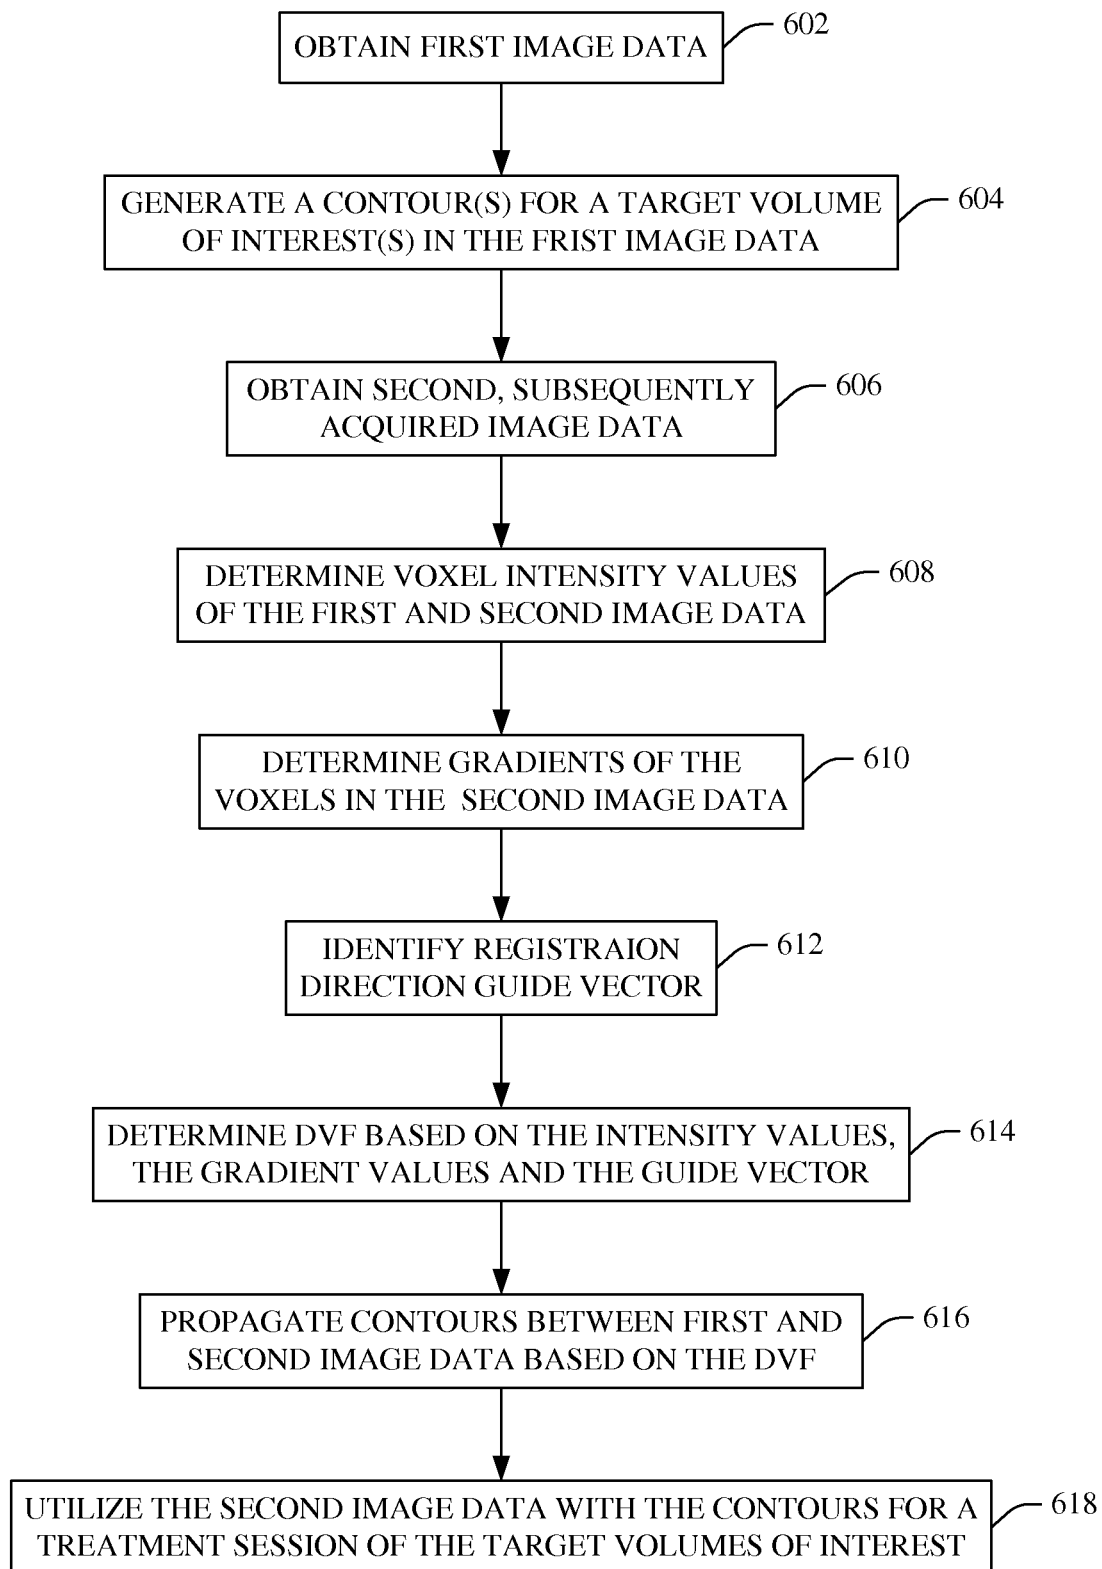 OBTAIN FIRST IMAGE DATA
602
GENERATE A CONTOUR(S) FOR A TARGET VOLUME
OF INTEREST(S) IN THE FRIST IMAGE DATA
604
OBTAIN SECOND, SUBSEQUENTLY
ACQUIRED IMAGE DATA
606
DETERMINE VOXEL INTENSITY VALUES
OF THE FIRST AND SECOND IMAGE DATA
608
DETERMINE GRADIENTS OF THE
VOXELS IN THE SECOND IMAGE DATA
610
IDENTIFY REGISTRAION
DIRECTION GUIDE VECTOR
612
DETERMINE DVF BASED ON THE INTENSITY VALUES,
THE GRADIENT VALUES AND THE GUIDE VECTOR
614
PROPAGATE CONTOURS BETWEEN FIRST AND
SECOND IMAGE DATA BASED ON THE DVF
616
UTILIZE THE SECOND IMAGE DATA WITH THE CONTOURS FOR A
TREATMENT SESSION OF THE TARGET VOLUMES OF INTEREST
618